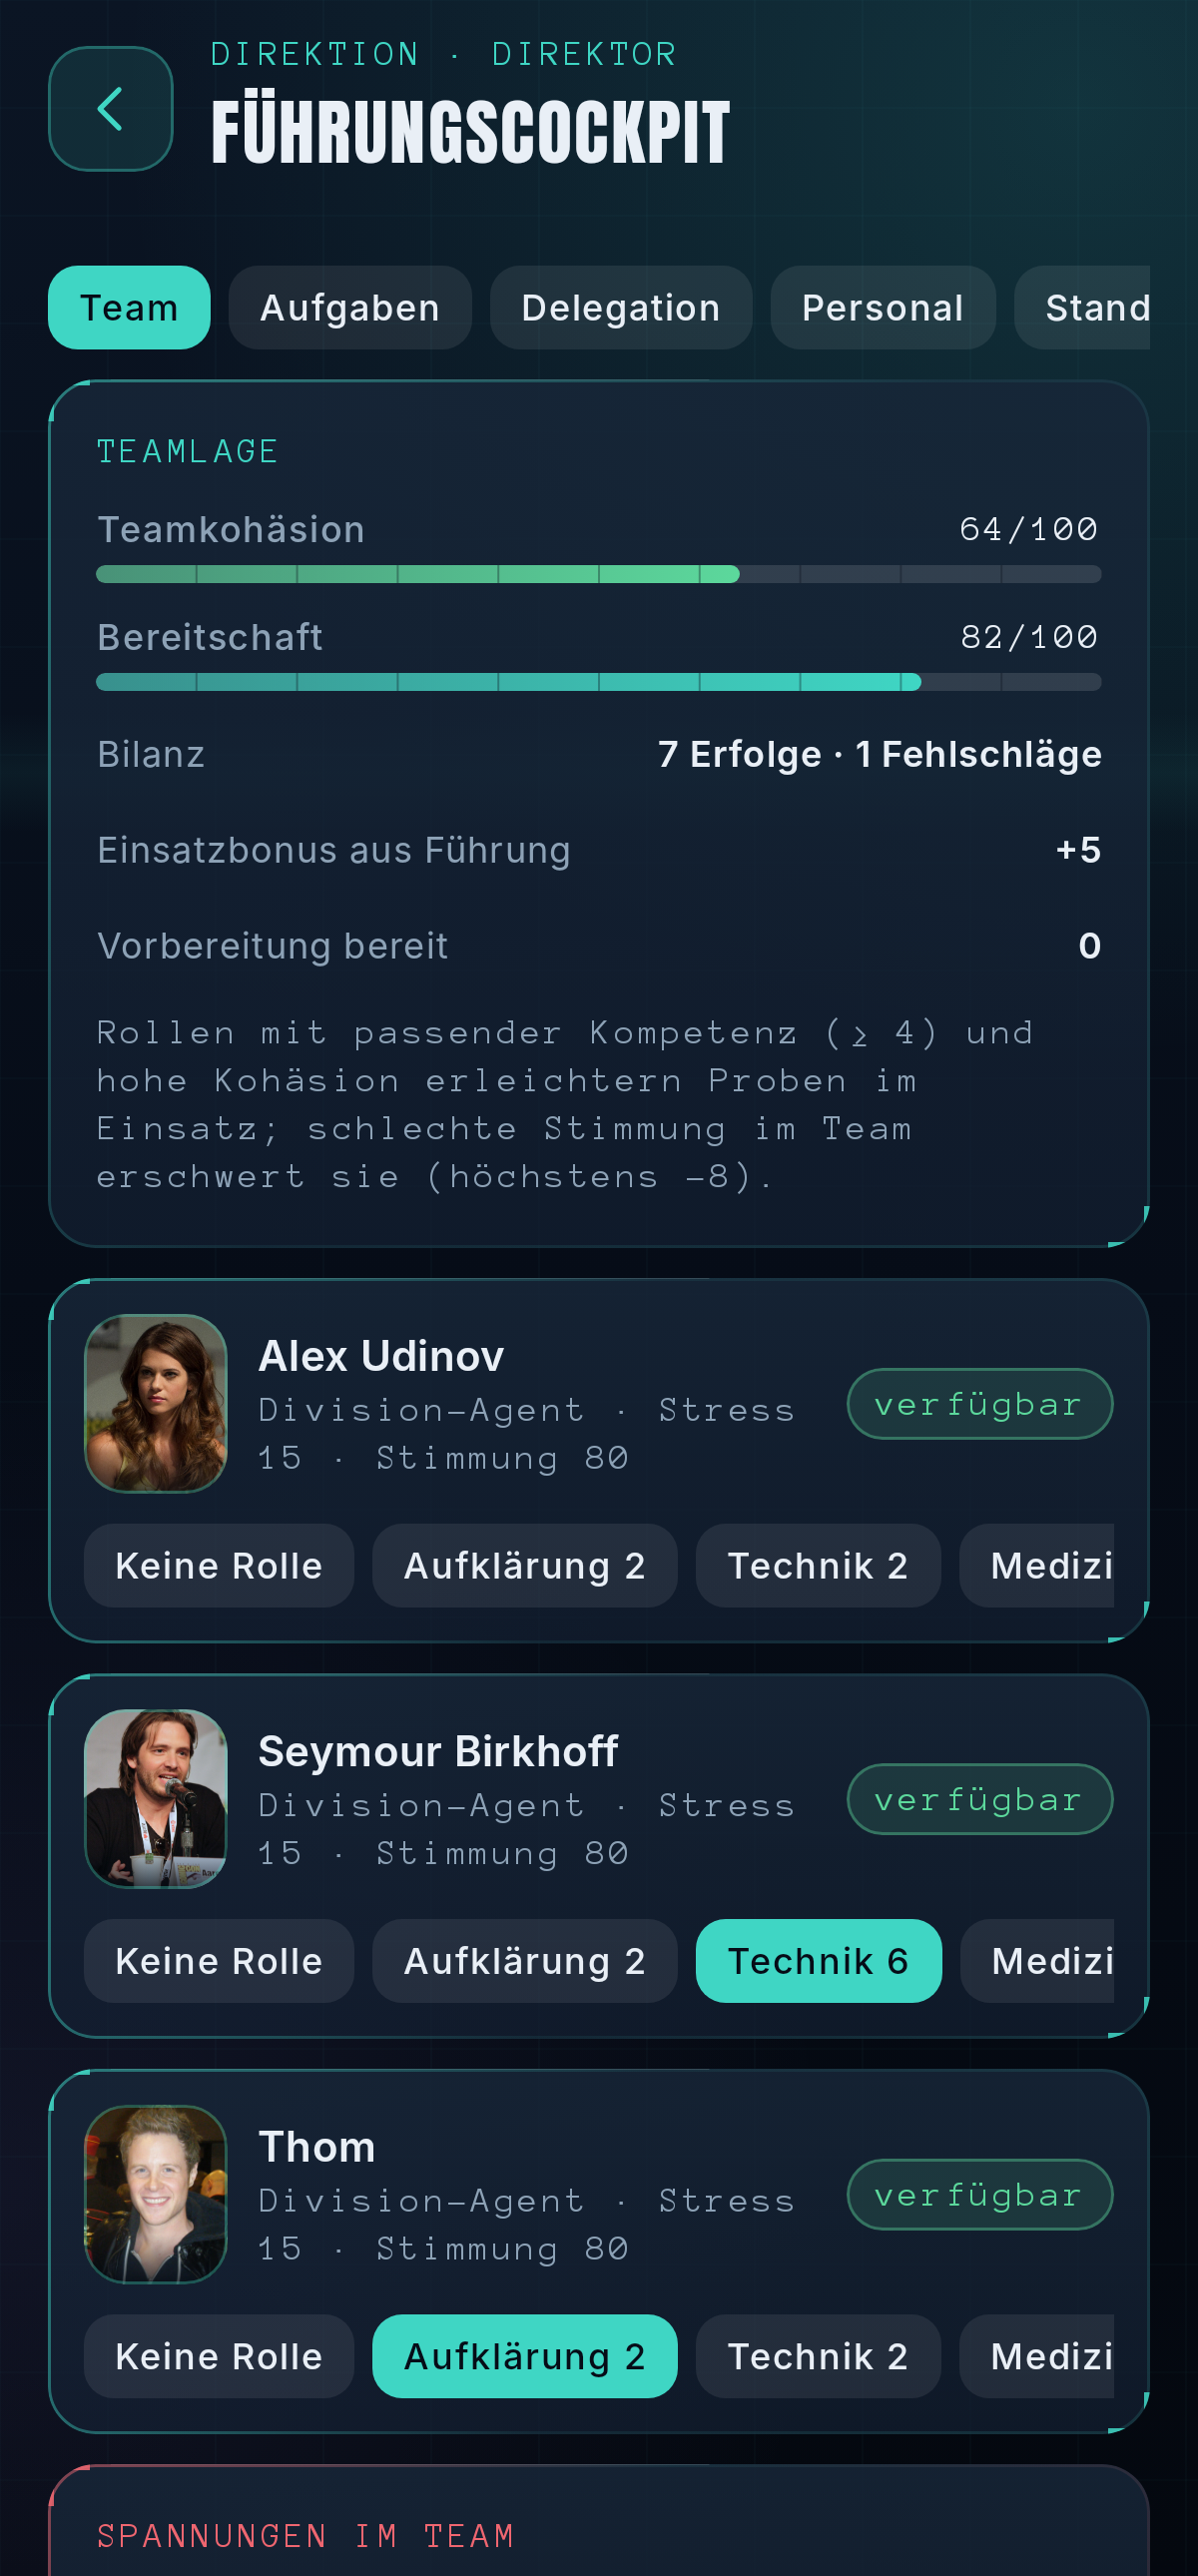 DIREKTION · DIREKTOR
FÜHRUNGSCOCKPIT
Team Aufgaben Delegation Personal Stand
TEAMLAGE
Teamkohäsion 64/100
Bereitschaft 82/100
Bilanz 7 Erfolge · 1 Fehlschläge
Einsatzbonus aus Führung +5
Vorbereitung bereit 0
Rollen mit passender Kompetenz (≥ 4) und
hohe Kohäsion erleichtern Proben im
Einsatz; schlechte Stimmung im Team
erschwert sie (höchstens −8).
Alex Udinov
Division-Agent · Stress
15 · Stimmung 80
verfügbar
Keine Rolle Aufklärung 2 Technik 2 Medizi
Seymour Birkhoff
Division-Agent · Stress
15 · Stimmung 80
verfügbar
Keine Rolle Aufklärung 2 Technik 6 Medizi
Thom
Division-Agent · Stress
15 · Stimmung 80
verfügbar
Keine Rolle Aufklärung 2 Technik 2 Medizi
SPANNUNGEN IM TEAM